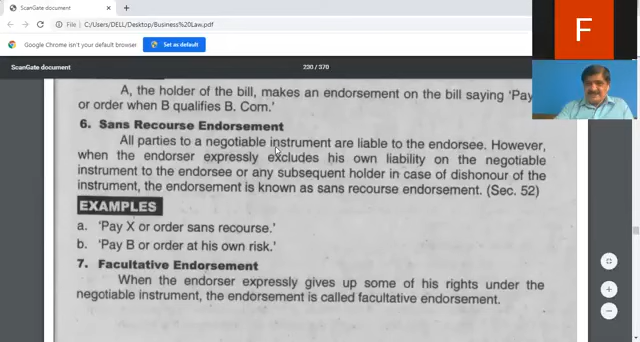 ScanGate document
File
C:/Users/DELL/Desktop/Business%20Law.pdf
Google Chrome isn't your default browser
Set as default
ScanGate document
230 / 370
F
A, the holder of the bill, makes an endorsement on the bill saying 'Pay
or order when B qualifies B. Com.'
6. Sans Recourse Endorsement
All parties to a negotiable instrument are liable to the endorsee. However,
when the endorser expressly excludes his own liability on the negotiable
instrument to the endorsee or any subsequent holder in case of dishonour of
the instrument, the endorsement is known as sans recourse endorsement. (Sec. 52)
EXAMPLES
a. 'Pay X or order sans recourse.'
b. 'Pay B or order at his own risk.'
7. Facultative Endorsement
When the endorser expressly gives up some of his rights under the
negotiable instrument, the endorsement is called facultative endorsement.